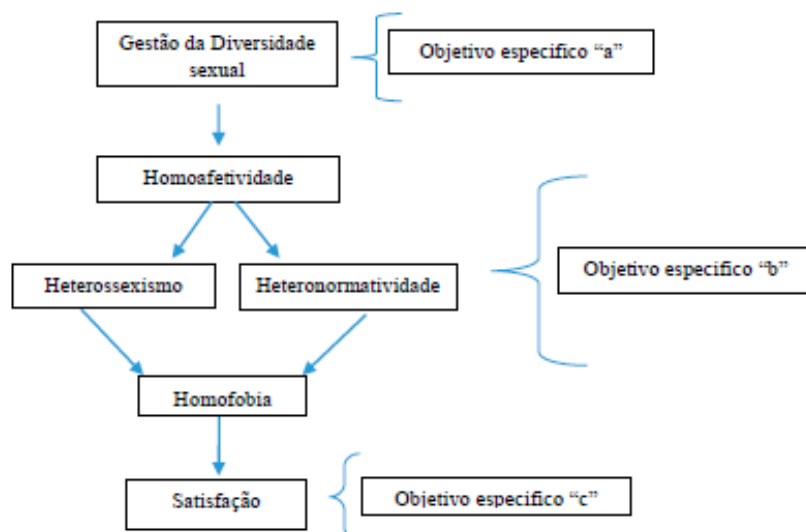 Gestão da Diversidade
sexual
Objetivo especifico “a”
Homoafetividade
Heterossexismo
Heteronormatividade
Objetivo especifico “b”
Homofobia
Satisfação
Objetivo especifico “c”